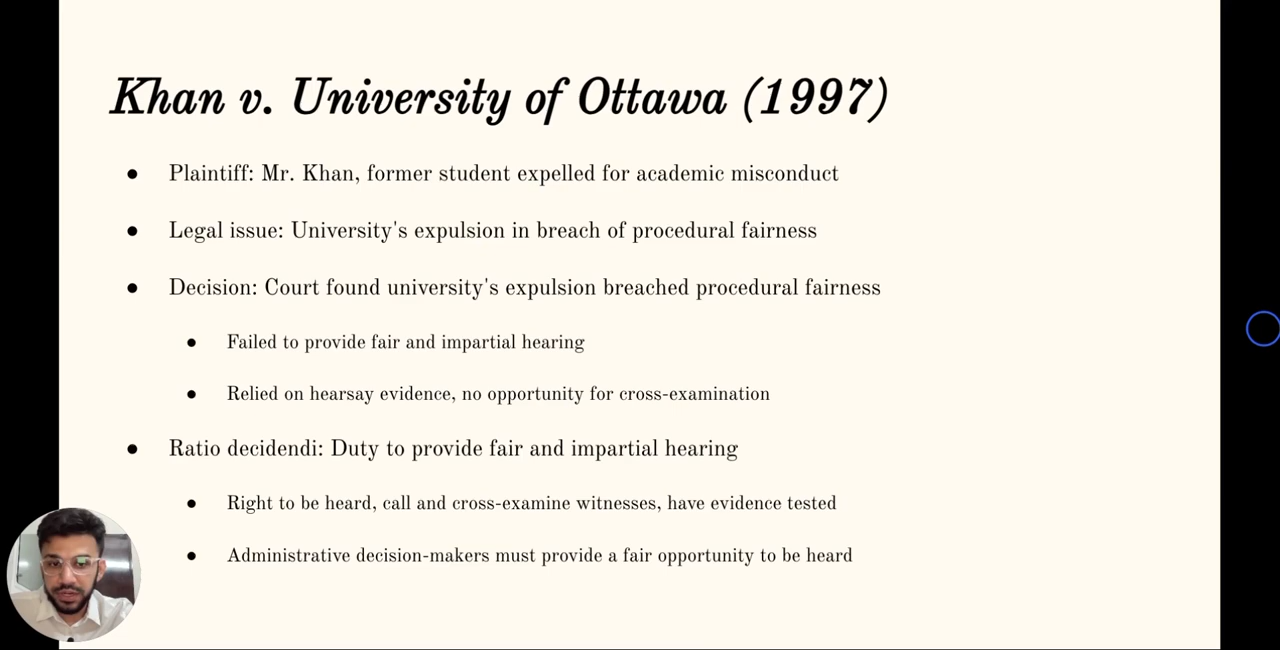 Khan v. University of Ottawa (1997)
● Plaintiff: Mr. Khan, former student expelled for academic misconduct
● Legal issue: University's expulsion in breach of procedural fairness
● Decision: Court found university's expulsion breached procedural fairness
● Failed to provide fair and impartial hearing
● Relied on hearsay evidence, no opportunity for cross-examination
● Ratio decidendi: Duty to provide fair and impartial hearing
● Right to be heard, call and cross-examine witnesses, have evidence tested
● Administrative decision-makers must provide a fair opportunity to be heard